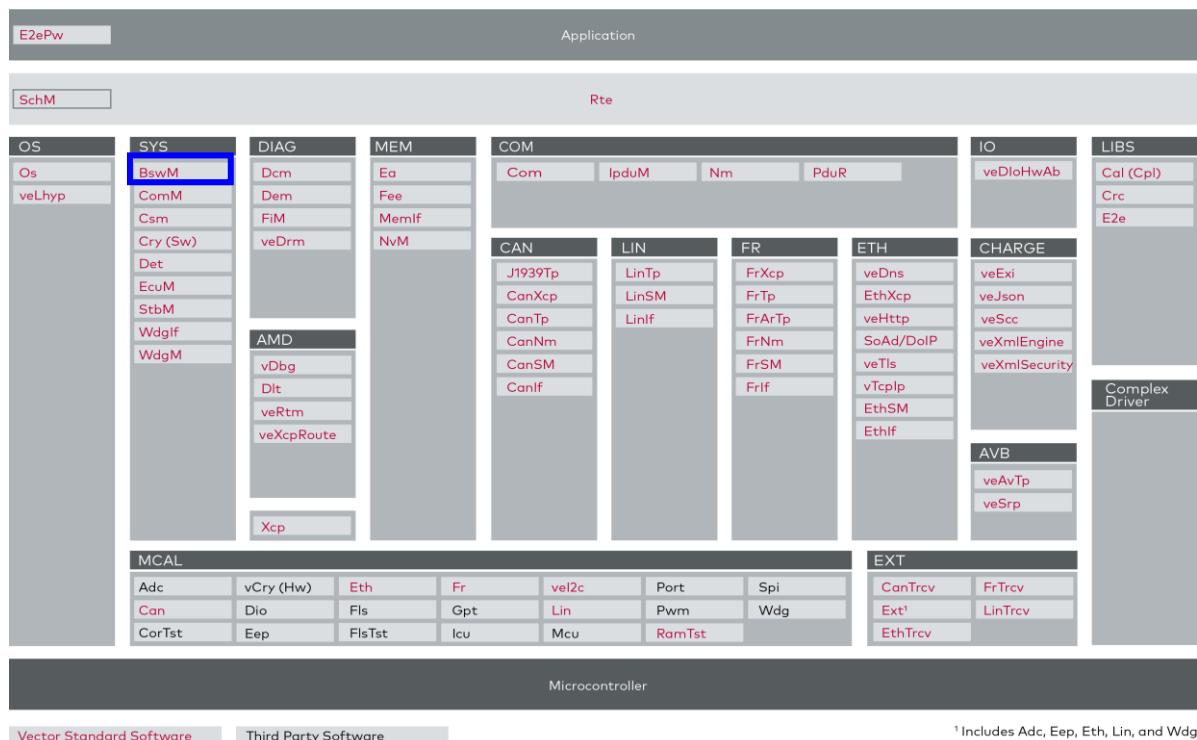 E2ePw
Application
SchM
Rte
OS
Os
veLhyp
SYS
BswM
ComM
Csm
Cry (Sw)
Det
EcuM
StbM
WdgIf
WdgM
DIAG
Dcm
Dem
FiM
veDrm
AMD
vDbg
Dlt
veRtm
veXcpRoute
Xcp
MEM
Ea
Fee
MemIf
NvM
COM
Com IpduM Nm PduR
CAN
J1939Tp
CanXcp
CanTp
CanNm
CanSM
CanIf
LIN
LinTp
LinSM
LinIf
FR
FrXcp
FrTp
FrArTp
FrNm
FrSM
FrIf
ETH
veDns
EthXcp
veHttp
SoAd/DoIP
veTls
vTcpIp
EthSM
EthIf
IO
veDIoHwAb
CHARGE
veExi
veJson
veScc
veXmlEngine
veXmlSecurity
AVB
veAvTp
veSrp
LIBS
Cal (Cpl)
Crc
E2e
Complex
Driver
MCAL
Adc vCry (Hw) Eth Fr veI2c Port Spi
Can Dio Fls Gpt Lin Pwm Wdg
CorTst Eep FlsTst Icu Mcu RamTst
EXT
CanTrcv FrTrcv
Ext¹ LinTrcv
EthTrcv
Microcontroller
Vector Standard Software Third Party Software
¹ Includes Adc, Eep, Eth, Lin, and Wdg